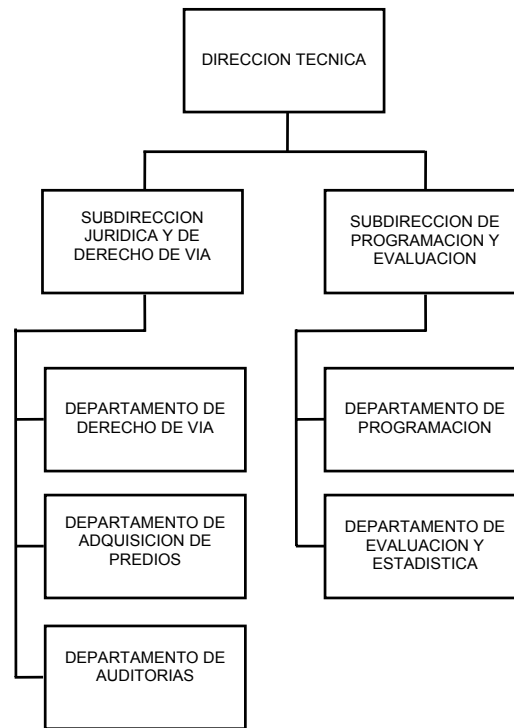 DIRECCION TECNICA
SUBDIRECCION
JURIDICA Y DE
DERECHO DE VIA
SUBDIRECCION DE
PROGRAMACION Y
EVALUACION
DEPARTAMENTO DE
DERECHO DE VIA
DEPARTAMENTO DE
PROGRAMACION
DEPARTAMENTO DE
ADQUISICION DE
PREDIOS
DEPARTAMENTO DE
EVALUACION Y
ESTADISTICA
DEPARTAMENTO DE
AUDITORIAS